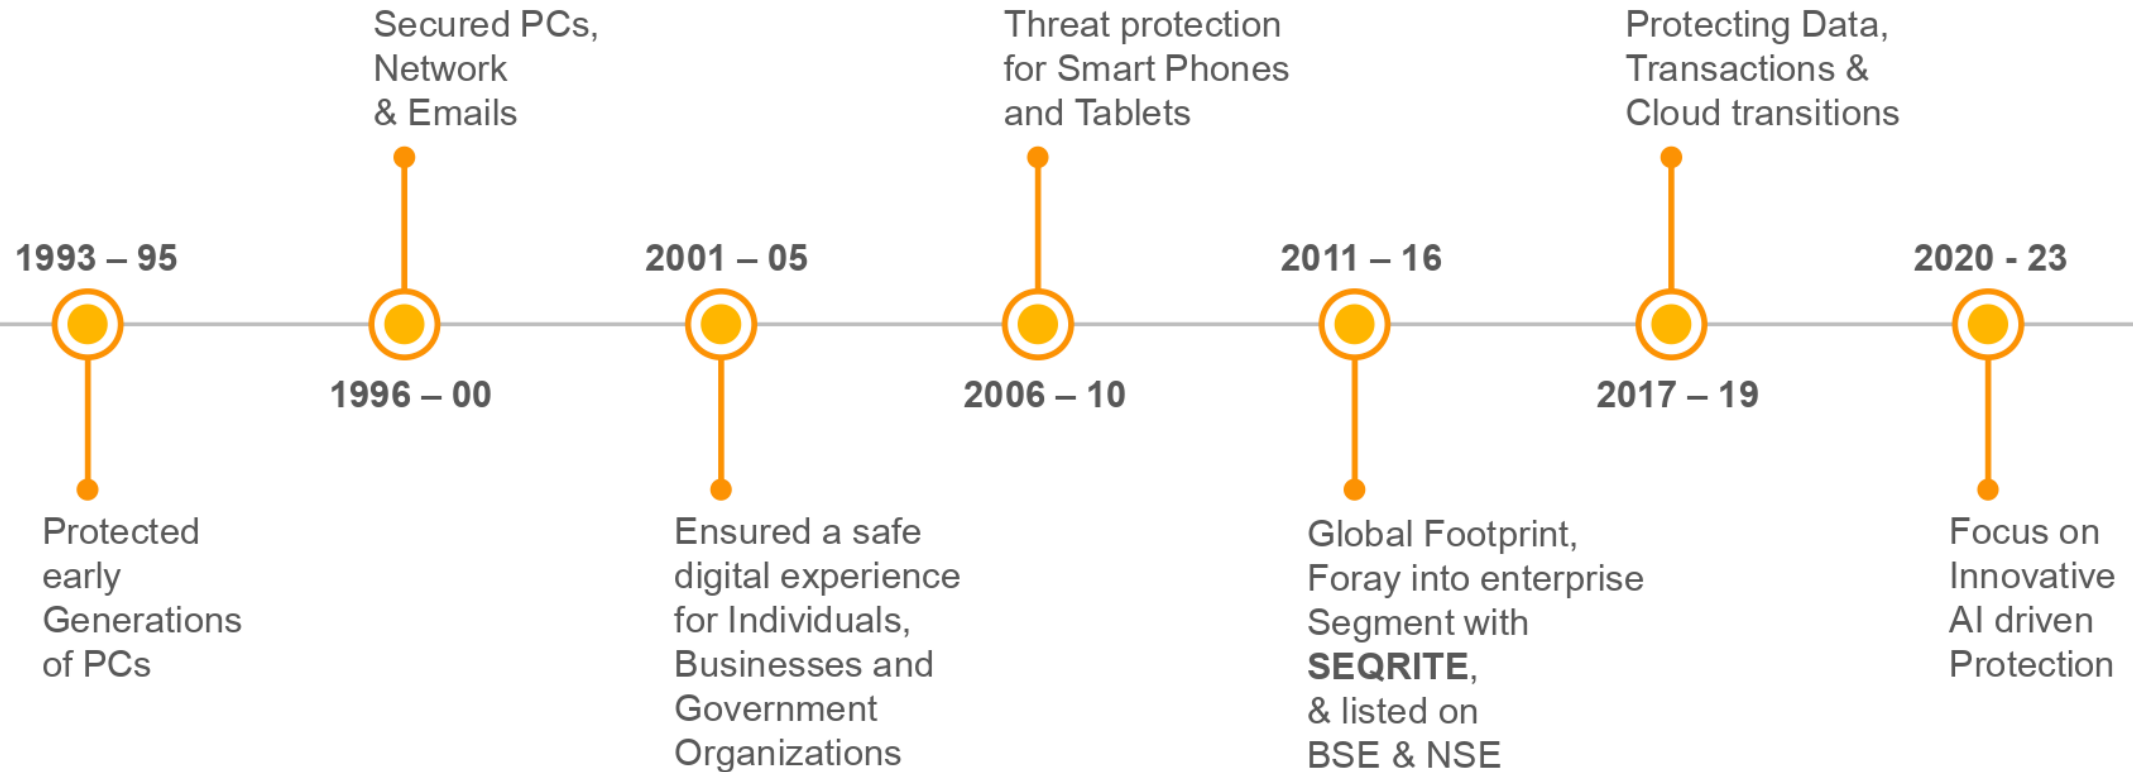 1993 – 95
Protected
early
Generations
of PCs
Secured PCs,
Network
& Emails
1996 – 00
2001 – 05
Ensured a safe
digital experience
for Individuals,
Businesses and
Government
Organizations
Threat protection
for Smart Phones
and Tablets
2006 – 10
2011 – 16
Global Footprint,
Foray into enterprise
Segment with
SEQRITE,
& listed on
BSE & NSE
Protecting Data,
Transactions &
Cloud transitions
2017 – 19
2020 - 23
Focus on
Innovative
AI driven
Protection